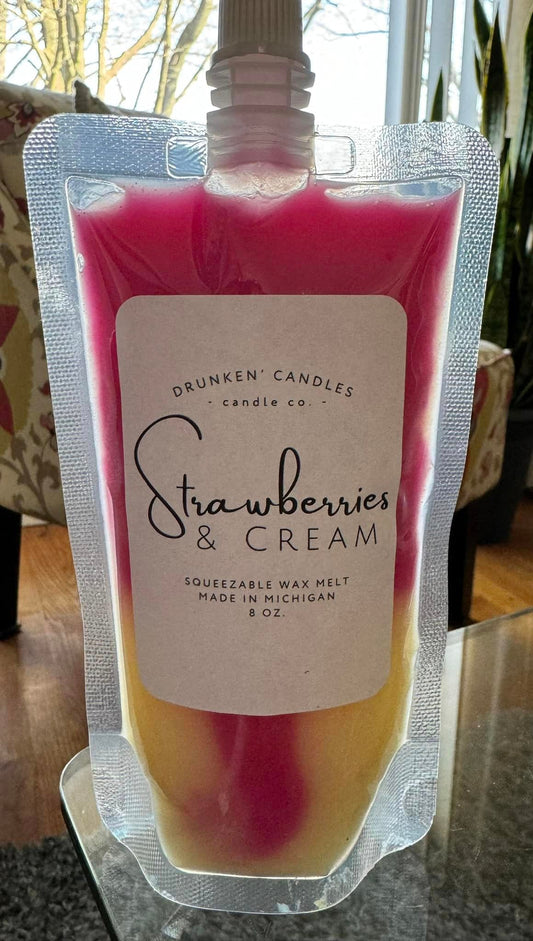 DRUNKEN' CANDLES
- candle co. -
Strawberries
& CREAM
SQUEEZABLE WAX MELT
MADE IN MICHIGAN
8 OZ.